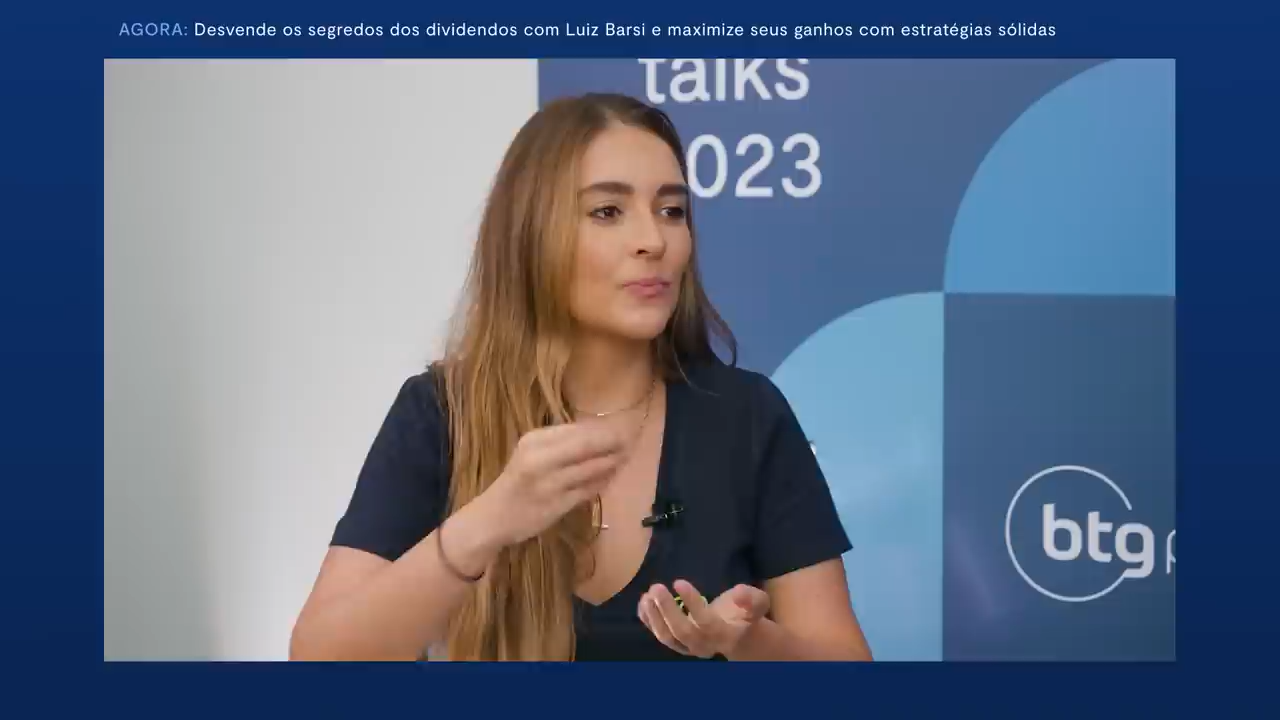 AGORA: Desvende os segredos dos dividendos com Luiz Barsi e maximize seus ganhos com estratégias sólidas
talks
023
btg